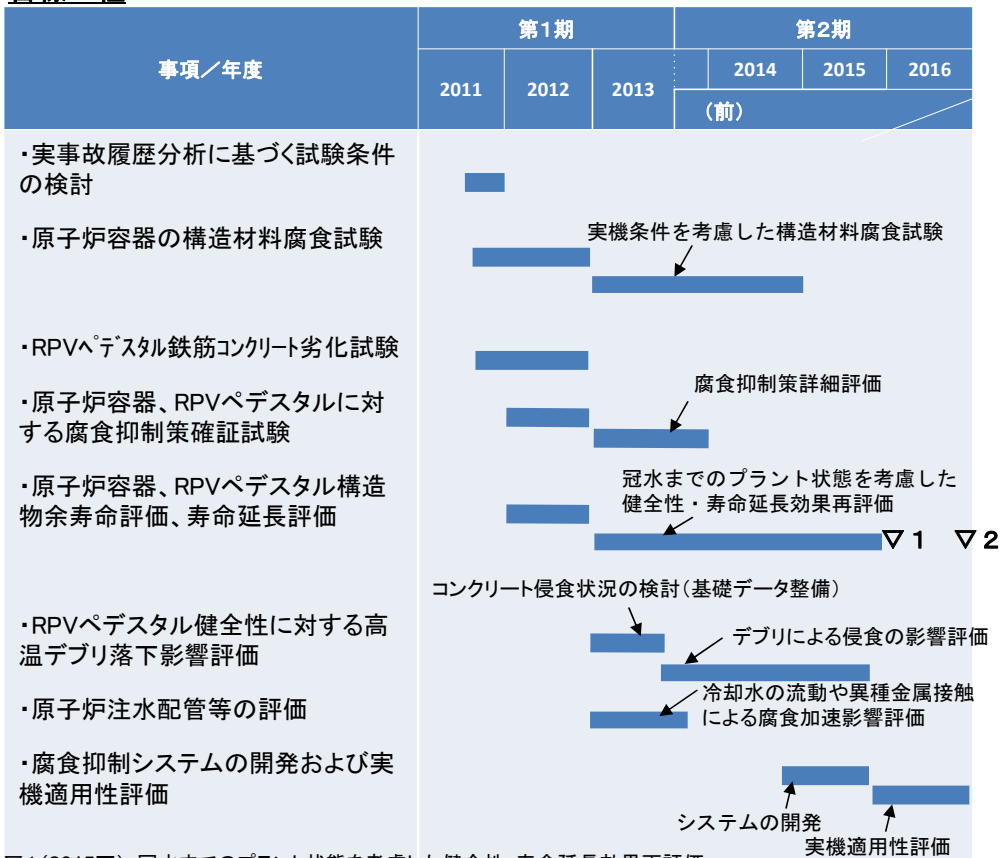 第1期 第2期
事項／年度
2011 2012 2013 2014 2015 2016
(前)
・実事故履歴分析に基づく試験条件
の検討
・原子炉容器の構造材料腐食試験
実機条件を考慮した構造材料腐食試験
・RPVペデスタル鉄筋コンクリート劣化試験
腐食抑制策詳細評価
・原子炉容器、RPVペデスタルに対
する腐食抑制策確証試験
・原子炉容器、RPVペデスタル構造
物余寿命評価、寿命延長評価
冠水までのプラント状態を考慮した
健全性・寿命延長効果再評価
▽1 ▽2
コンクリート侵食状況の検討(基礎データ整備)
・RPVペデスタル健全性に対する高
温デブリ落下影響評価
デブリによる侵食の影響評価
・原子炉注水配管等の評価
冷却水の流動や異種金属接触
による腐食加速影響評価
・腐食抑制システムの開発および実
機適用性評価
システムの開発
実機適用性評価